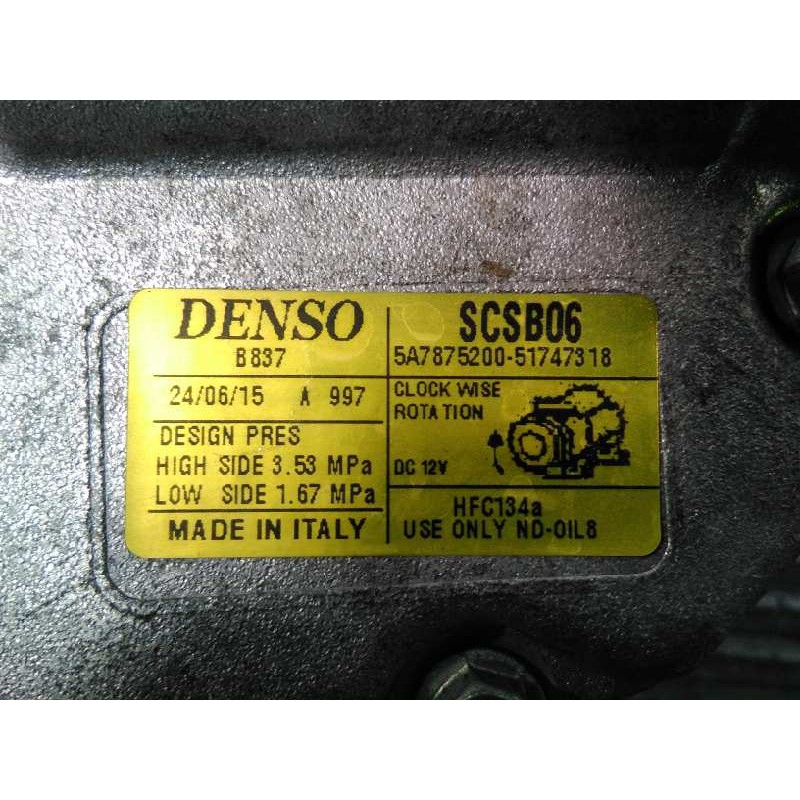 DENSO
B837
SCSB06
5A7875200-51747318
24/06/15 A 997
CLOCK WISE
ROTATION
DC 12V
DESIGN PRES
HIGH SIDE 3.53 MPa
LOW SIDE 1.67 MPa
MADE IN ITALY
HFC134a
USE ONLY ND-OIL8